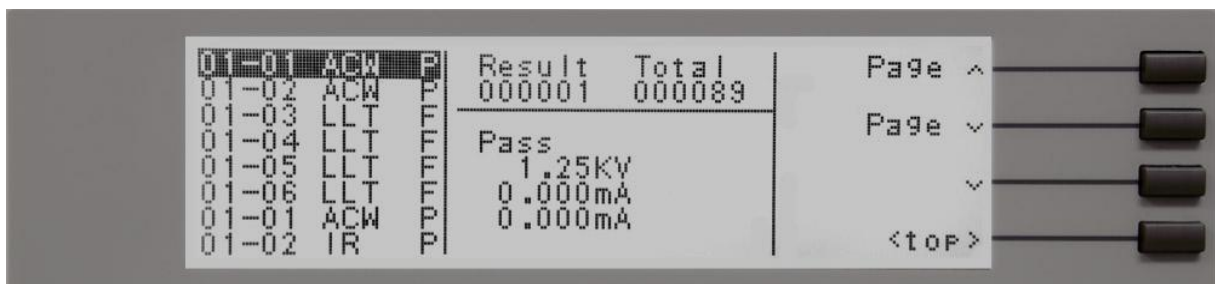 01-01 ACW P
01-02 ACW P
01-03 LLT F
01-04 LLT F
01-05 LLT F
01-06 LLT F
01-01 ACW P
01-02 IR P
Result Total
000001 000089
Pass
1.25KV
0.000mA
0.000mA
Page ^
Page ⌄
⌄
<top>